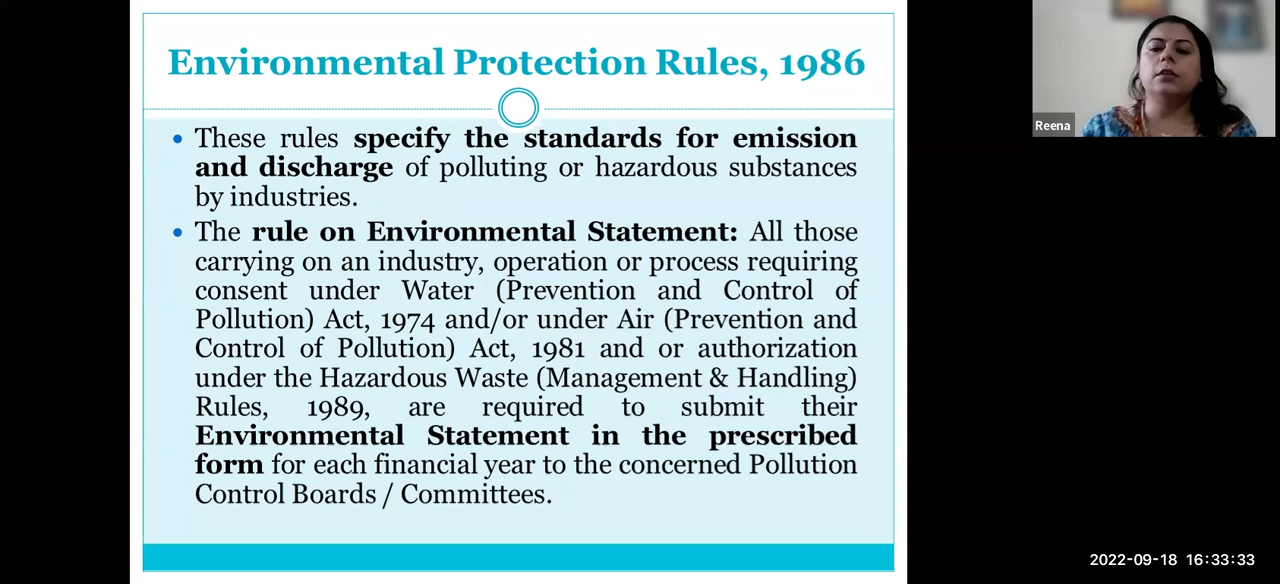 Environmental Protection Rules, 1986
• These rules specify the standards for emission
and discharge of polluting or hazardous substances
by industries.
• The rule on Environmental Statement: All those
carrying on an industry, operation or process requiring
consent under Water (Prevention and Control of
Pollution) Act, 1974 and/or under Air (Prevention and
Control of Pollution) Act, 1981 and or authorization
under the Hazardous Waste (Management & Handling)
Rules, 1989, are required to submit their
Environmental Statement in the prescribed
form for each financial year to the concerned Pollution
Control Boards / Committees.
Reena
2022-09-18 16:33:33